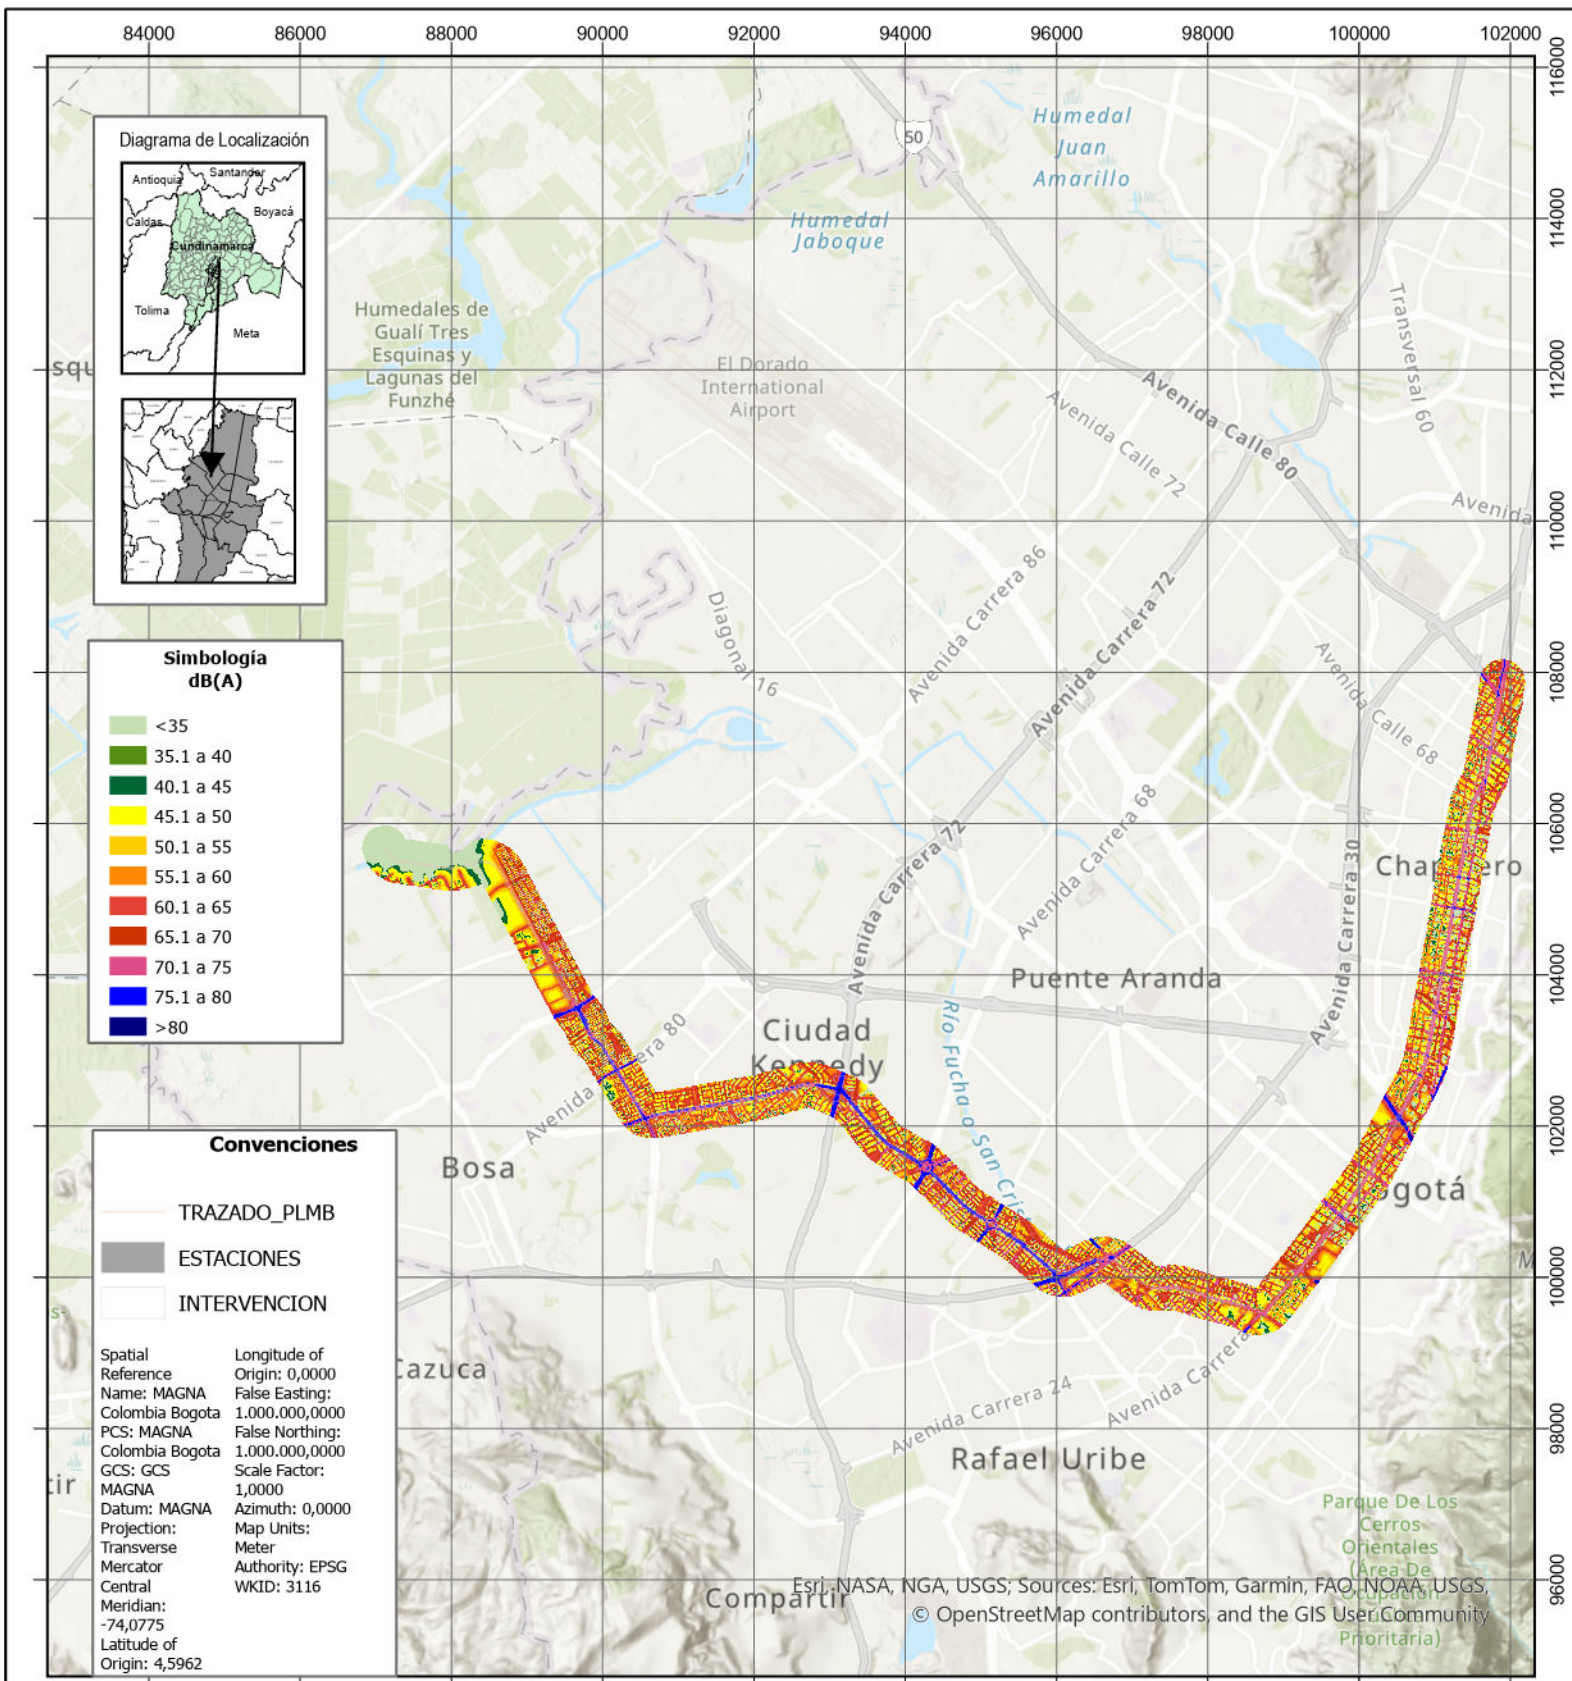 84000
86000
88000
90000
92000
94000
96000
98000
100000
102000
116000
114000
112000
110000
108000
106000
104000
102000
100000
98000
96000
Diagrama de Localización
Antioquia
Santander
Boyacá
Caldas
Cundinamarca
Tolima
Meta
Simbología
dB(A)
<35
35.1 a 40
40.1 a 45
45.1 a 50
50.1 a 55
55.1 a 60
60.1 a 65
65.1 a 70
70.1 a 75
75.1 a 80
>80
Convenciones
TRAZADO_PLMB
ESTACIONES
INTERVENCION
Spatial
Reference
Name: MAGNA
Colombia Bogota
PCS: MAGNA
Colombia Bogota
GCS: GCS
MAGNA
Datum: MAGNA
Projection:
Transverse
Mercator
Central
Meridian:
-74,0775
Latitude of
Origin: 4,5962
Longitude of
Origin: 0,0000
False Easting:
1.000.000,0000
False Northing:
1.000.000,0000
Scale Factor:
1,0000
Azimuth: 0,0000
Map Units:
Meter
Authority: EPSG
WKID: 3116
50
Humedal
Juan
Amarillo
Humedal
Jaboque
Humedales de
Gualí Tres
Esquinas y
Lagunas del
Funzhé
El Dorado
International
Airport
Transversal 60
Avenida Calle 80
Avenida Calle 72
Avenida
Avenida Carrera 86
Avenida Carrera 72
Diagonal 16
Avenida Calle 68
Avenida Carrera 68
Avenida Carrera 72
Avenida Carrera 30
Puente Aranda
Ciudad
Kennedy
Río Fucha o San Cris
Bosa
Avenida Carrera 24
Avenida Carrera
Rafael Uribe
Compartir
Parque De Los
Cerros
Orientales
(Área De
Ocupación
Prioritaria)
Esri, NASA, NGA, USGS; Sources: Esri, TomTom, Garmin, FAO, NOAA, USGS,
© OpenStreetMap contributors, and the GIS User Community